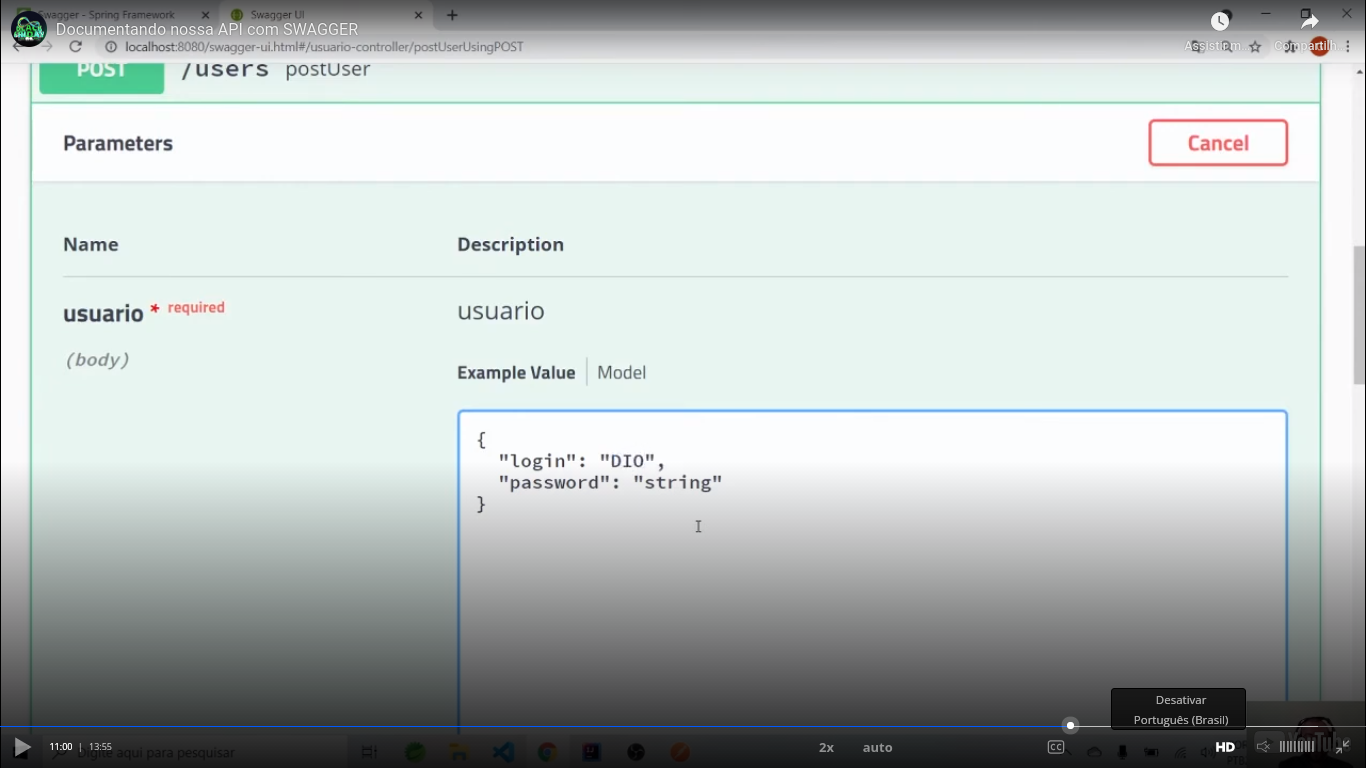 Swagger - Spring Framework
Swagger UI
Documentando nossa API com SWAGGER
localhost:8080/swagger-ui.html#/usuario-controller/postUserUsingPOST
POST /users postUser
Parameters
Cancel
Name
Description
usuario * required
usuario
(body)
Example Value
Model
{
"login": "DIO",
"password": "string"
}
Desativar
Português (Brasil)
11:00 | 13:55
Digite aqui para pesquisar
2x
auto
CC
HD
YouTube